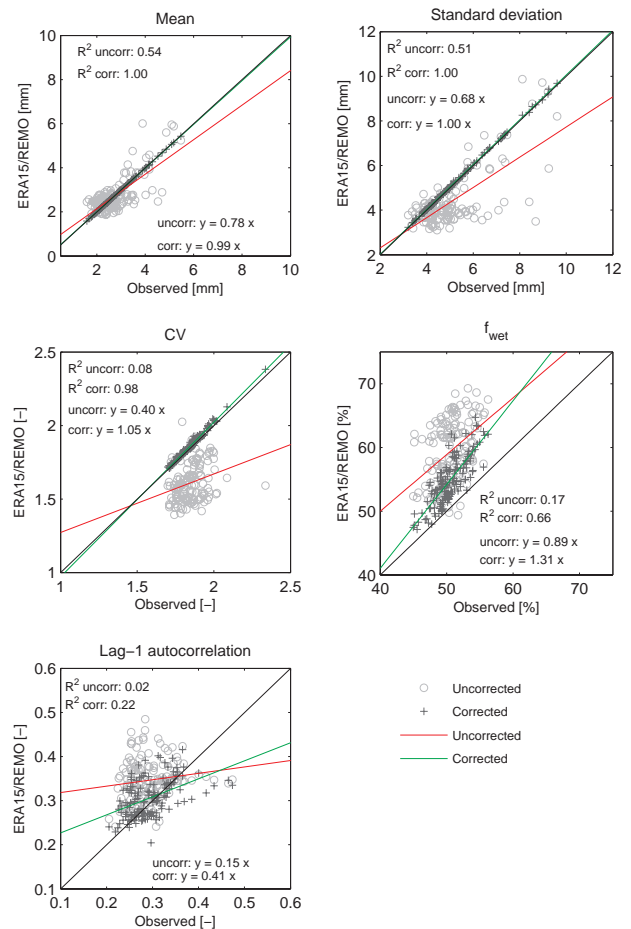 Mean
R² uncorr: 0.54
R² corr: 1.00
uncorr: y = 0.78 x
corr: y = 0.99 x
10
8
6
4
2
0
2
4
6
8
10
ERA15/REMO [mm]
Observed [mm]
Standard deviation
R² uncorr: 0.51
R² corr: 1.00
uncorr: y = 0.68 x
corr: y = 1.00 x
12
10
8
6
4
2
2
4
6
8
10
12
ERA15/REMO [mm]
Observed [mm]
CV
R² uncorr: 0.08
R² corr: 0.98
uncorr: y = 0.40 x
corr: y = 1.05 x
2.5
2
1.5
1
1
1.5
2
2.5
ERA15/REMO [−]
Observed [−]
f_wet
R² uncorr: 0.17
R² corr: 0.66
uncorr: y = 0.89 x
corr: y = 1.31 x
70
60
50
40
40
50
60
70
ERA15/REMO [%]
Observed [%]
Lag−1 autocorrelation
R² uncorr: 0.02
R² corr: 0.22
uncorr: y = 0.15 x
corr: y = 0.41 x
0.6
0.5
0.4
0.3
0.2
0.1
0.1
0.2
0.3
0.4
0.5
0.6
ERA15/REMO [−]
Observed [−]
Uncorrected
Corrected
Uncorrected
Corrected